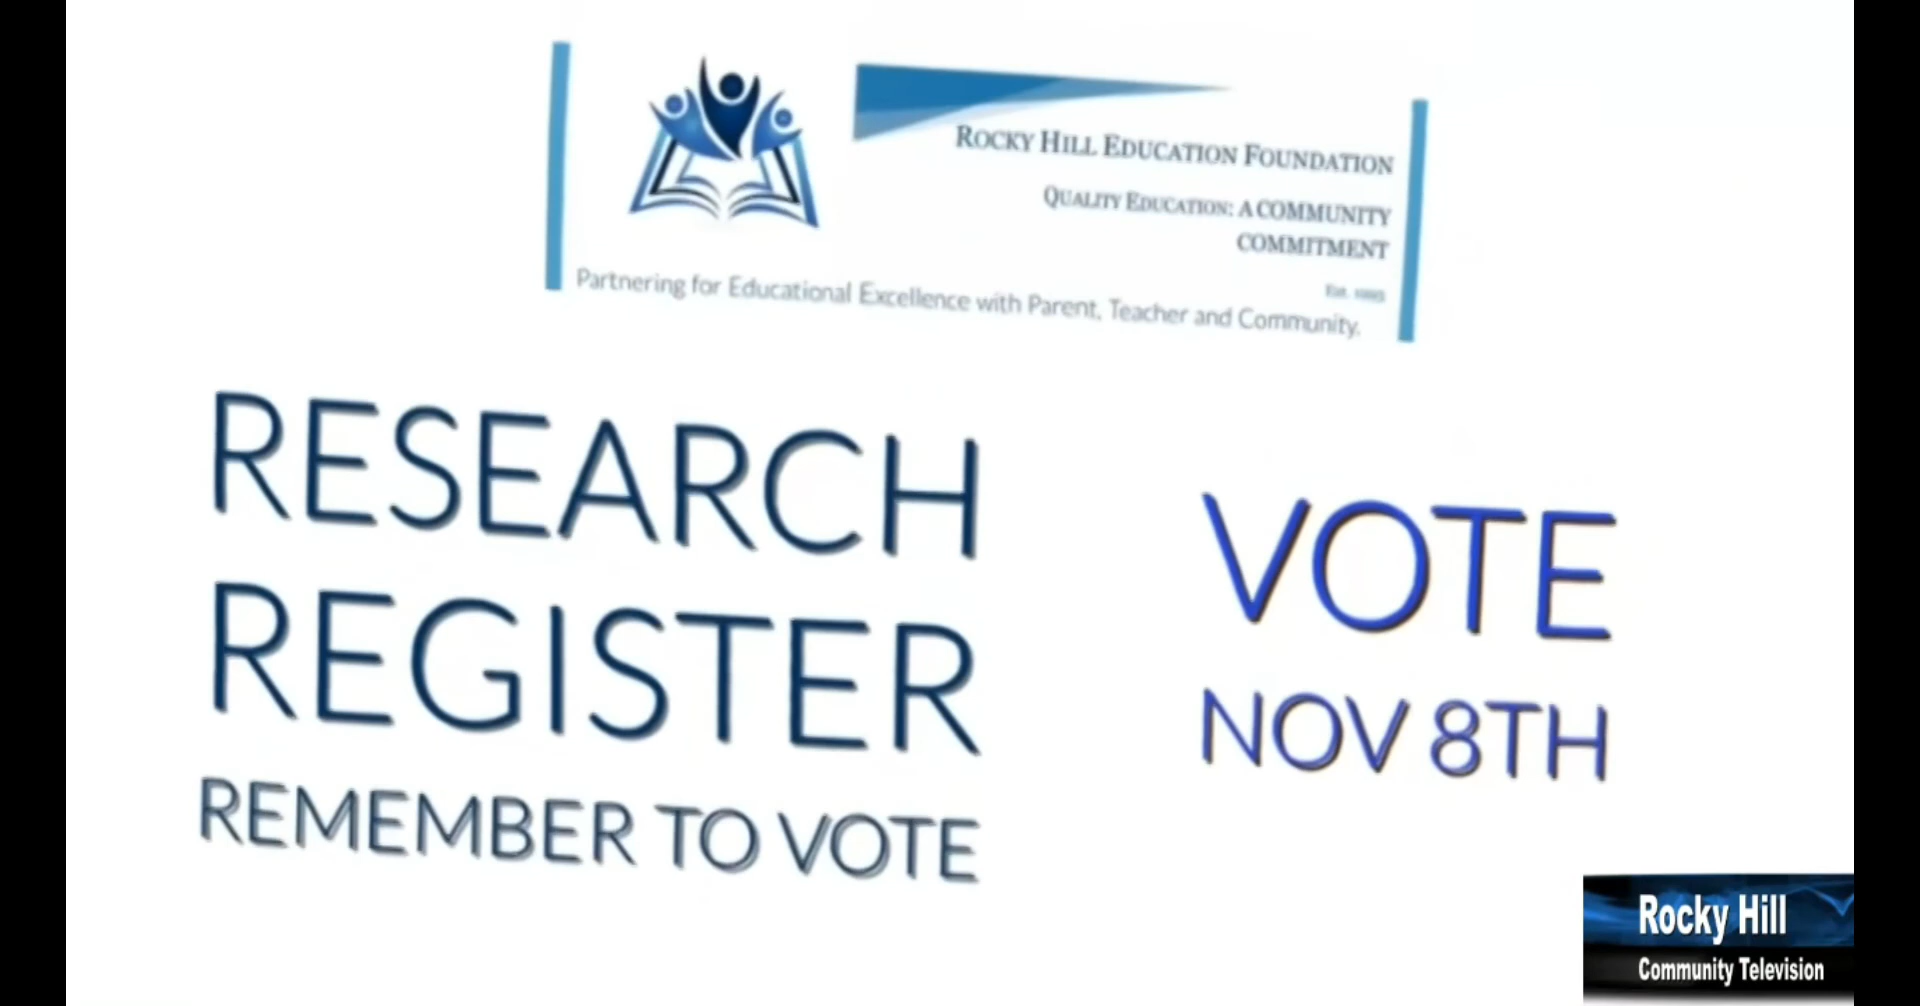 ROCKY HILL EDUCATION FOUNDATION
QUALITY EDUCATION: A COMMUNITY
COMMITMENT
Est.
Partnering for Educational Excellence with Parent, Teacher and Community.
RESEARCH
REGISTER
REMEMBER TO VOTE
VOTE
NOV 8TH
Rocky Hill
Community Television